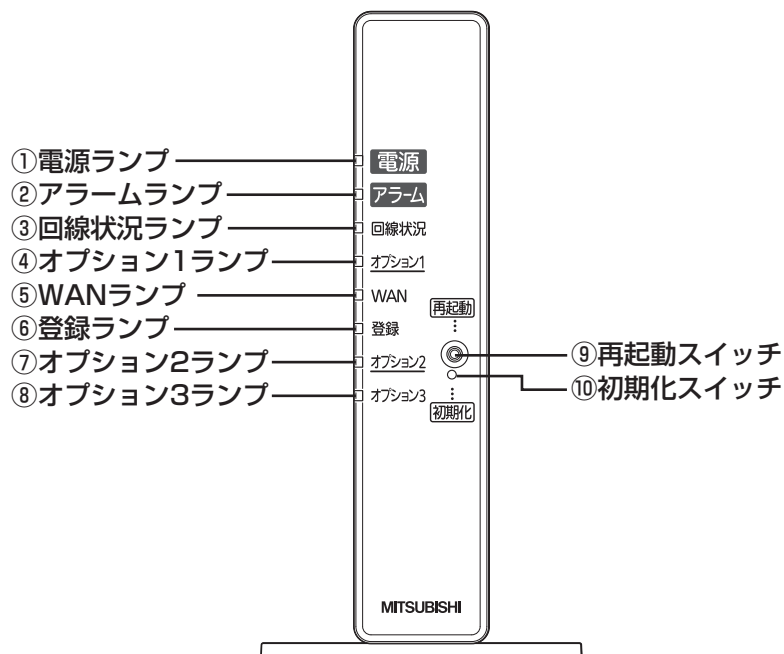 ①電源ランプ
②アラームランプ
③回線状況ランプ
④オプション1ランプ
⑤WANランプ
⑥登録ランプ
⑦オプション2ランプ
⑧オプション3ランプ
電源
アラーム
回線状況
オプション1
WAN
登録
オプション2
オプション3
再起動
初期化
⑨再起動スイッチ
⑩初期化スイッチ
MITSUBISHI